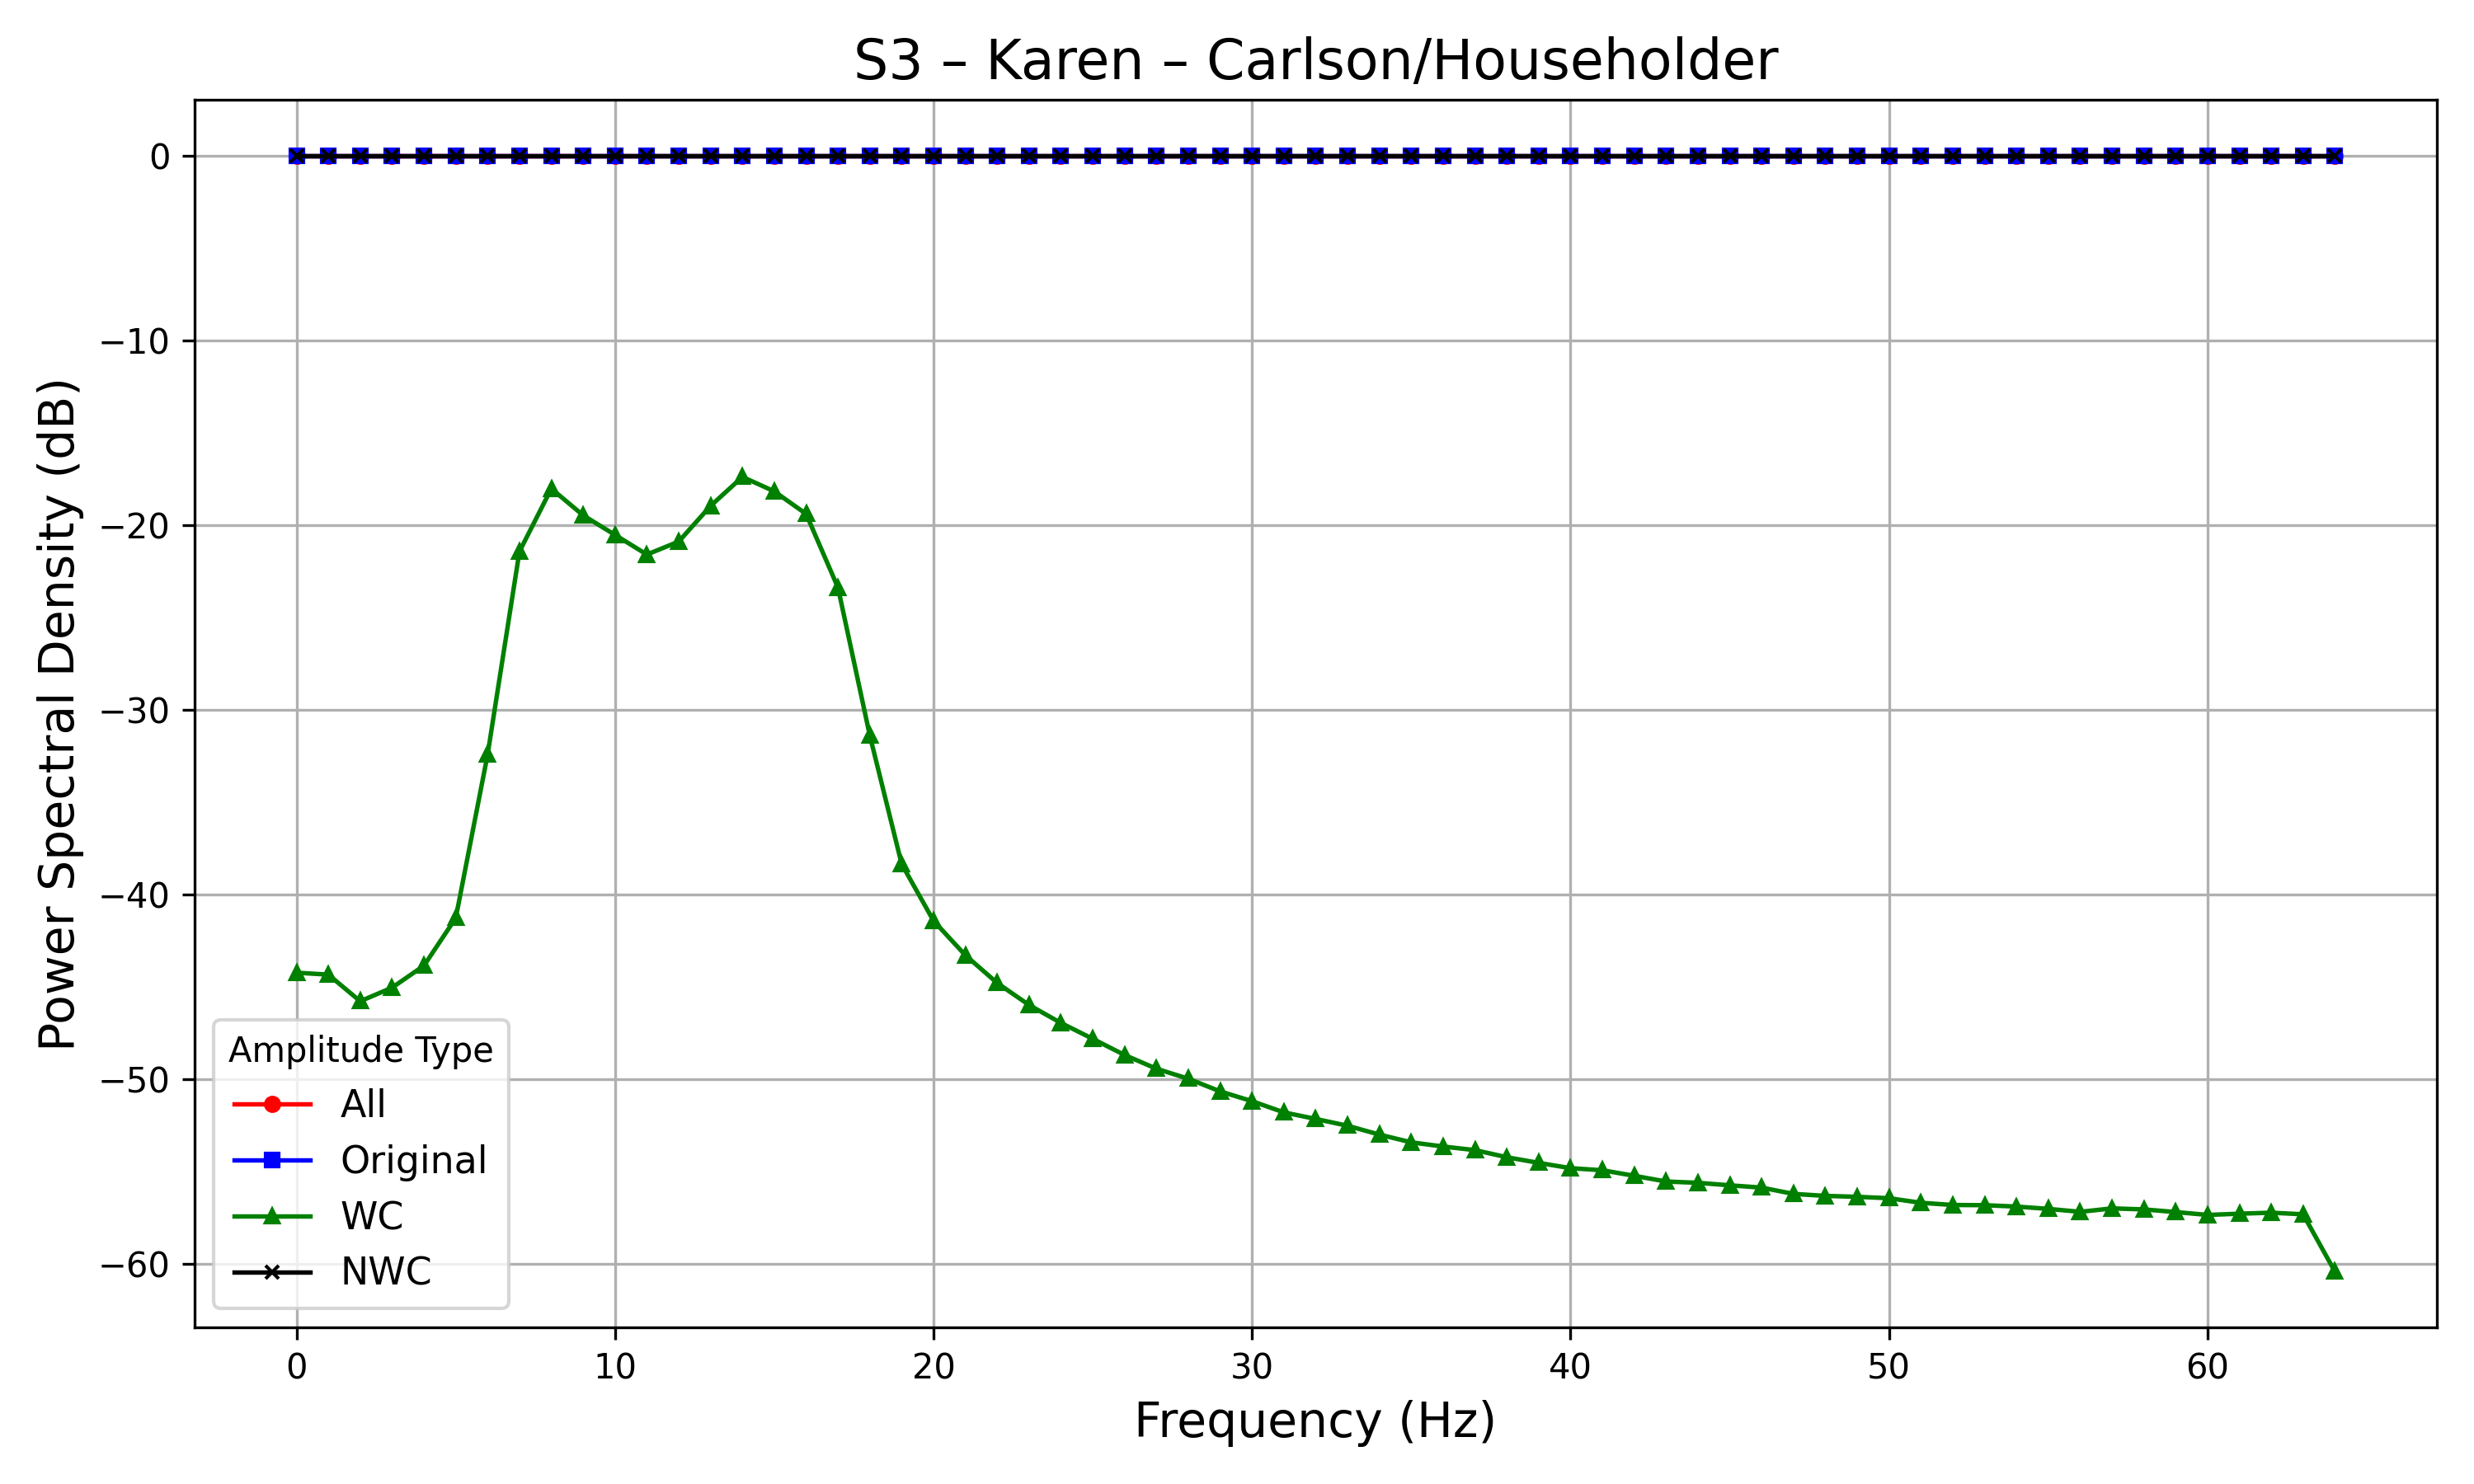 S3 – Karen – Carlson/Householder
Power Spectral Density (dB)
0
−10
−20
−30
−40
−50
−60
Amplitude Type
All
Original
WC
NWC
0 10 20 30 40 50 60
Frequency (Hz)